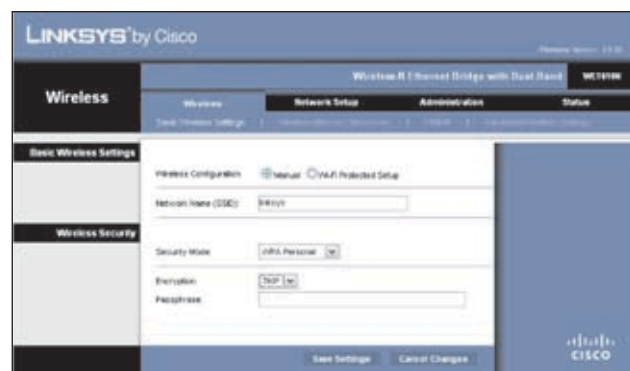 LINKSYS by Cisco
Wireless-N Ethernet Bridge with Dual Band
Wireless
Wireless Network Setup Administration Status
Basic Wireless Settings
Basic Wireless Settings
Wireless Configuration Manual Wi-Fi Protected Setup
Network Name (SSID): linksys
Wireless Security
Security Mode WPA Personal
Encryption TKIP
Passphrase
Save Settings Cancel Changes
CISCO